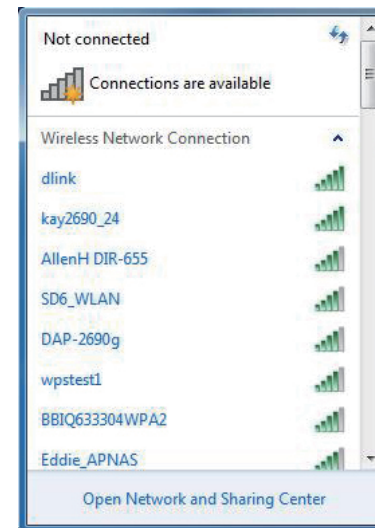 Not connected
Connections are available
Wireless Network Connection
dlink
kay2690_24
AllenH DIR-655
SD6_WLAN
DAP-2690g
wpstest1
BBIQ633304WPA2
Eddie_APNAS
Open Network and Sharing Center